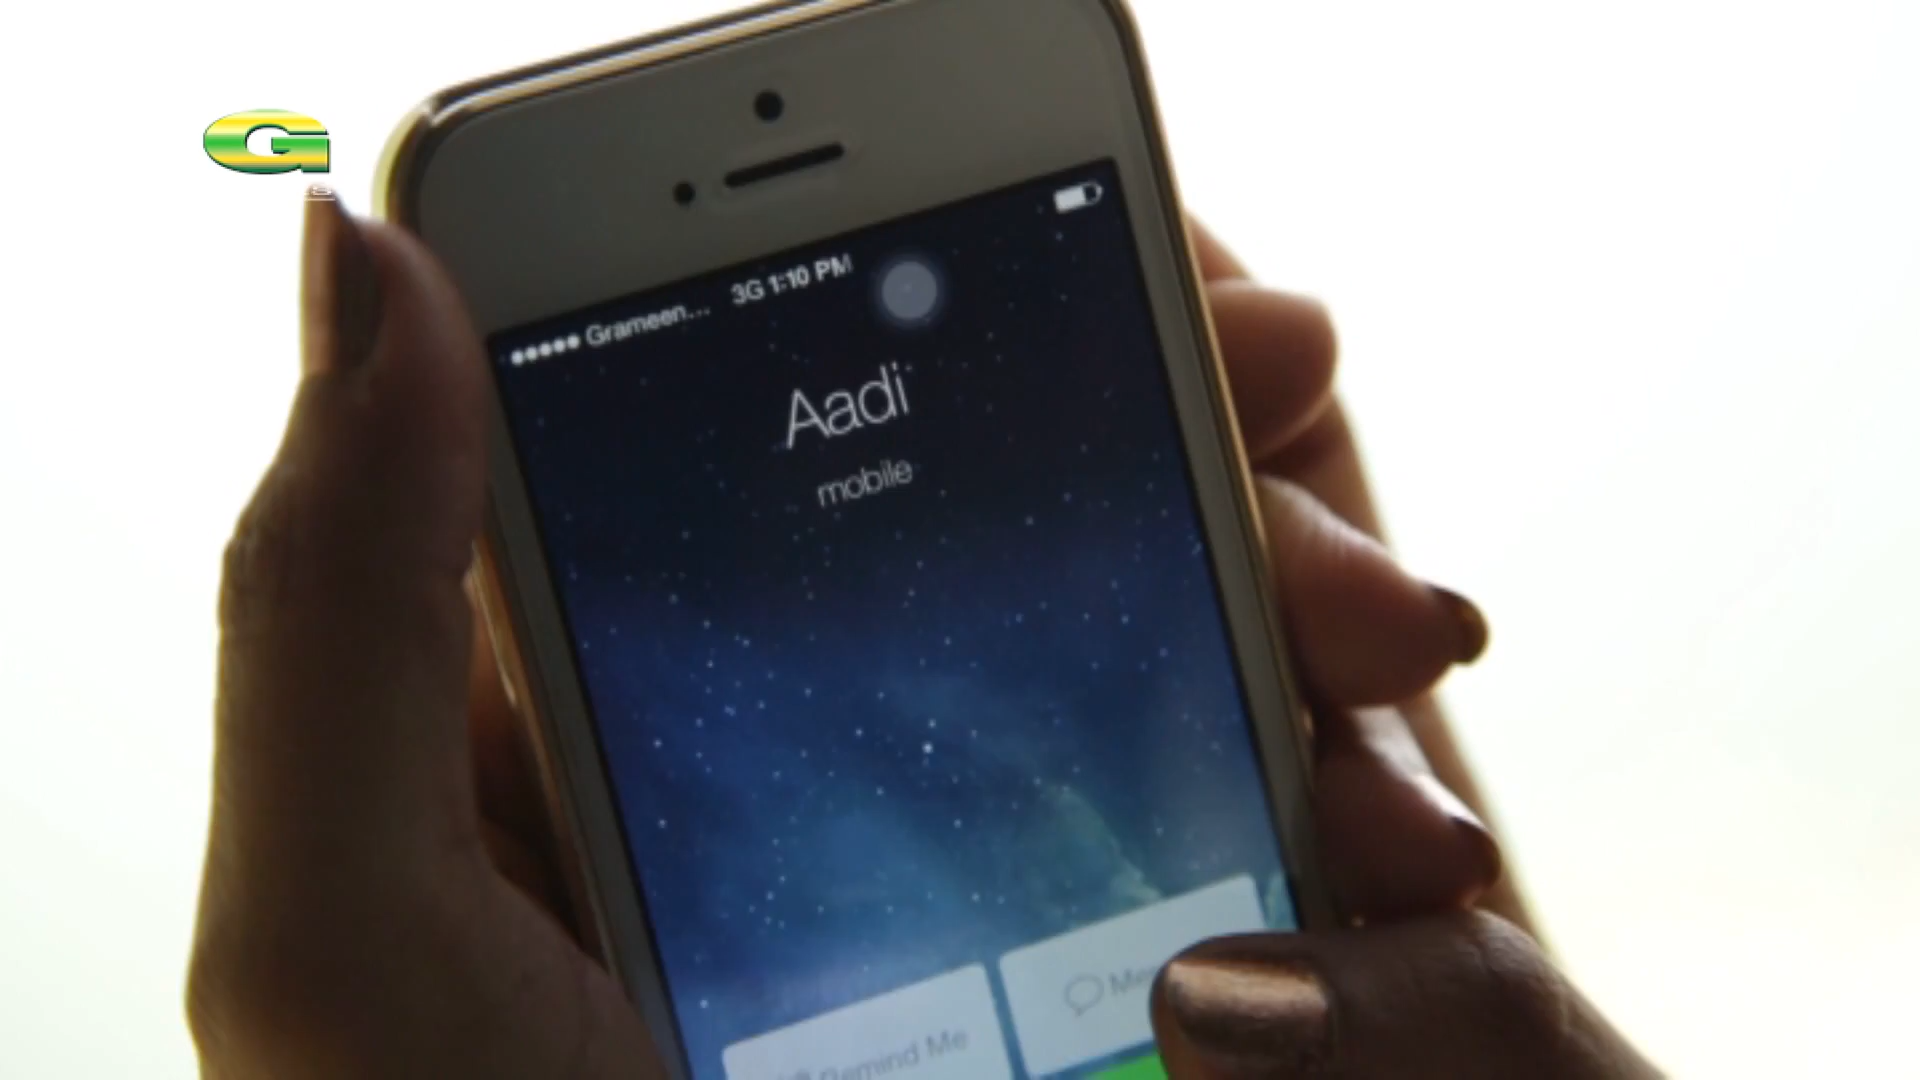 G
●●●●● Grameen... 3G 1:10 PM
Aadi
mobile
Remind Me